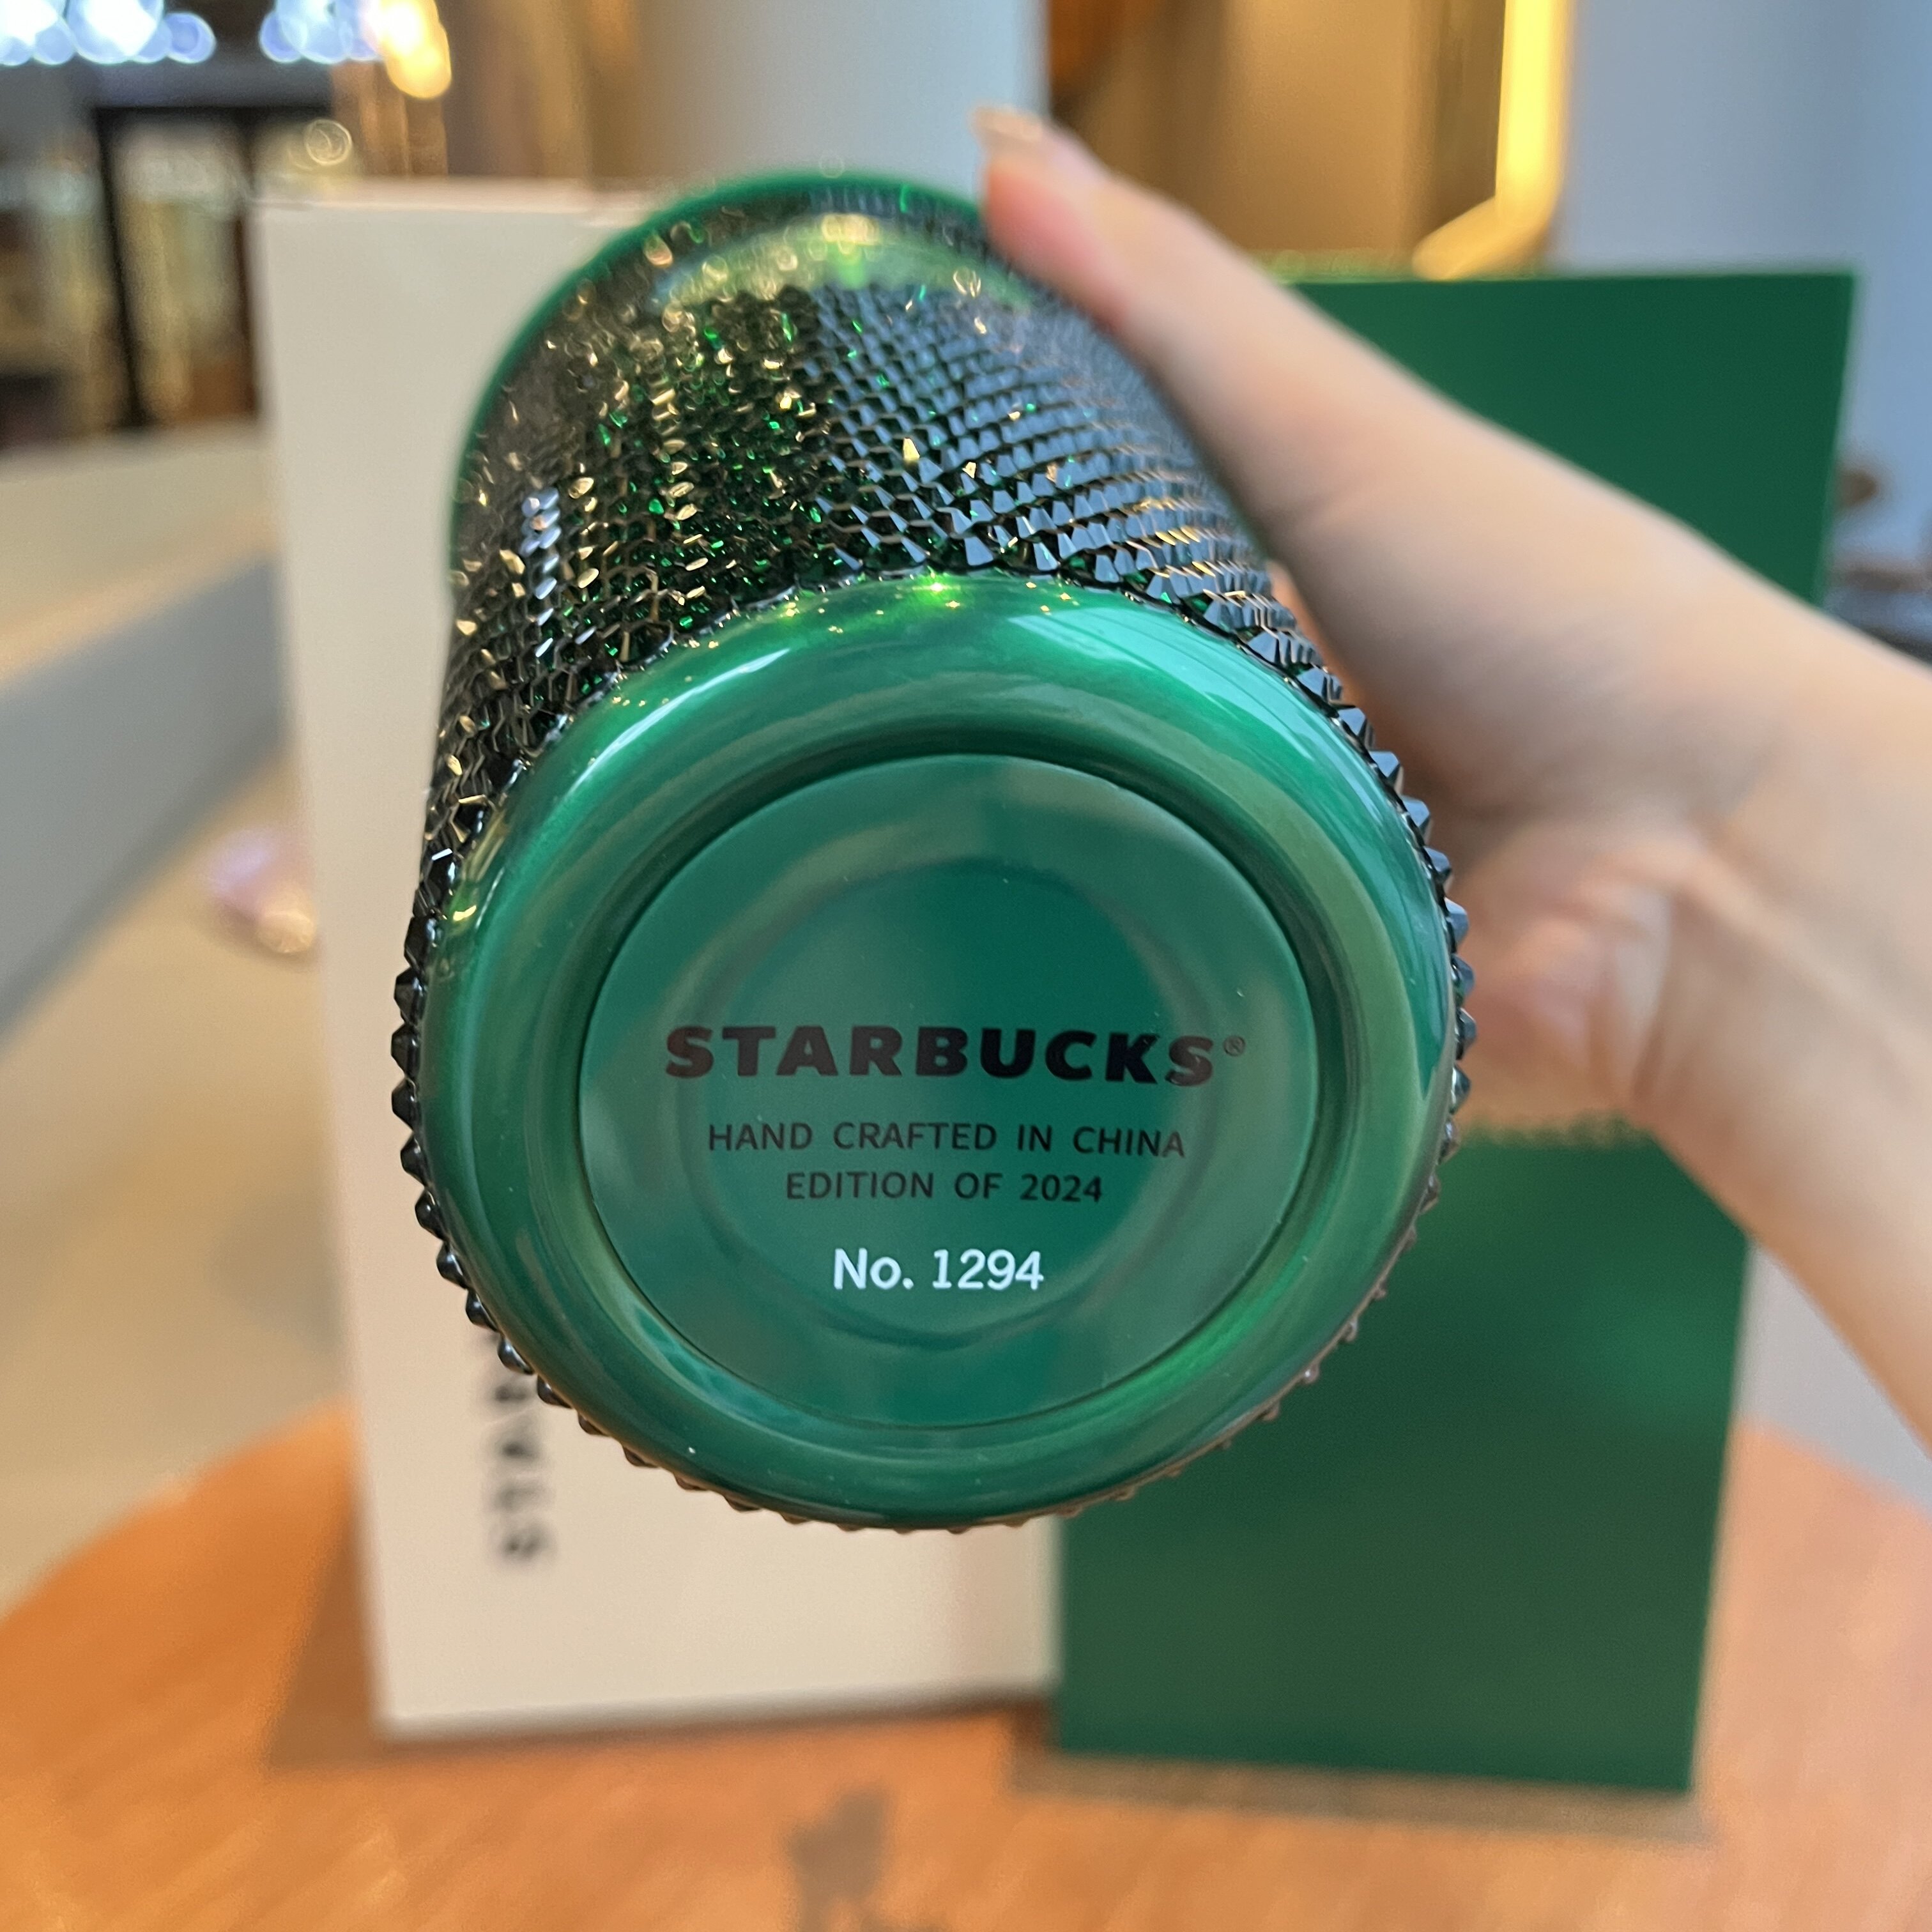 STARBUCKS®
HAND CRAFTED IN CHINA
EDITION OF 2024
No. 1294